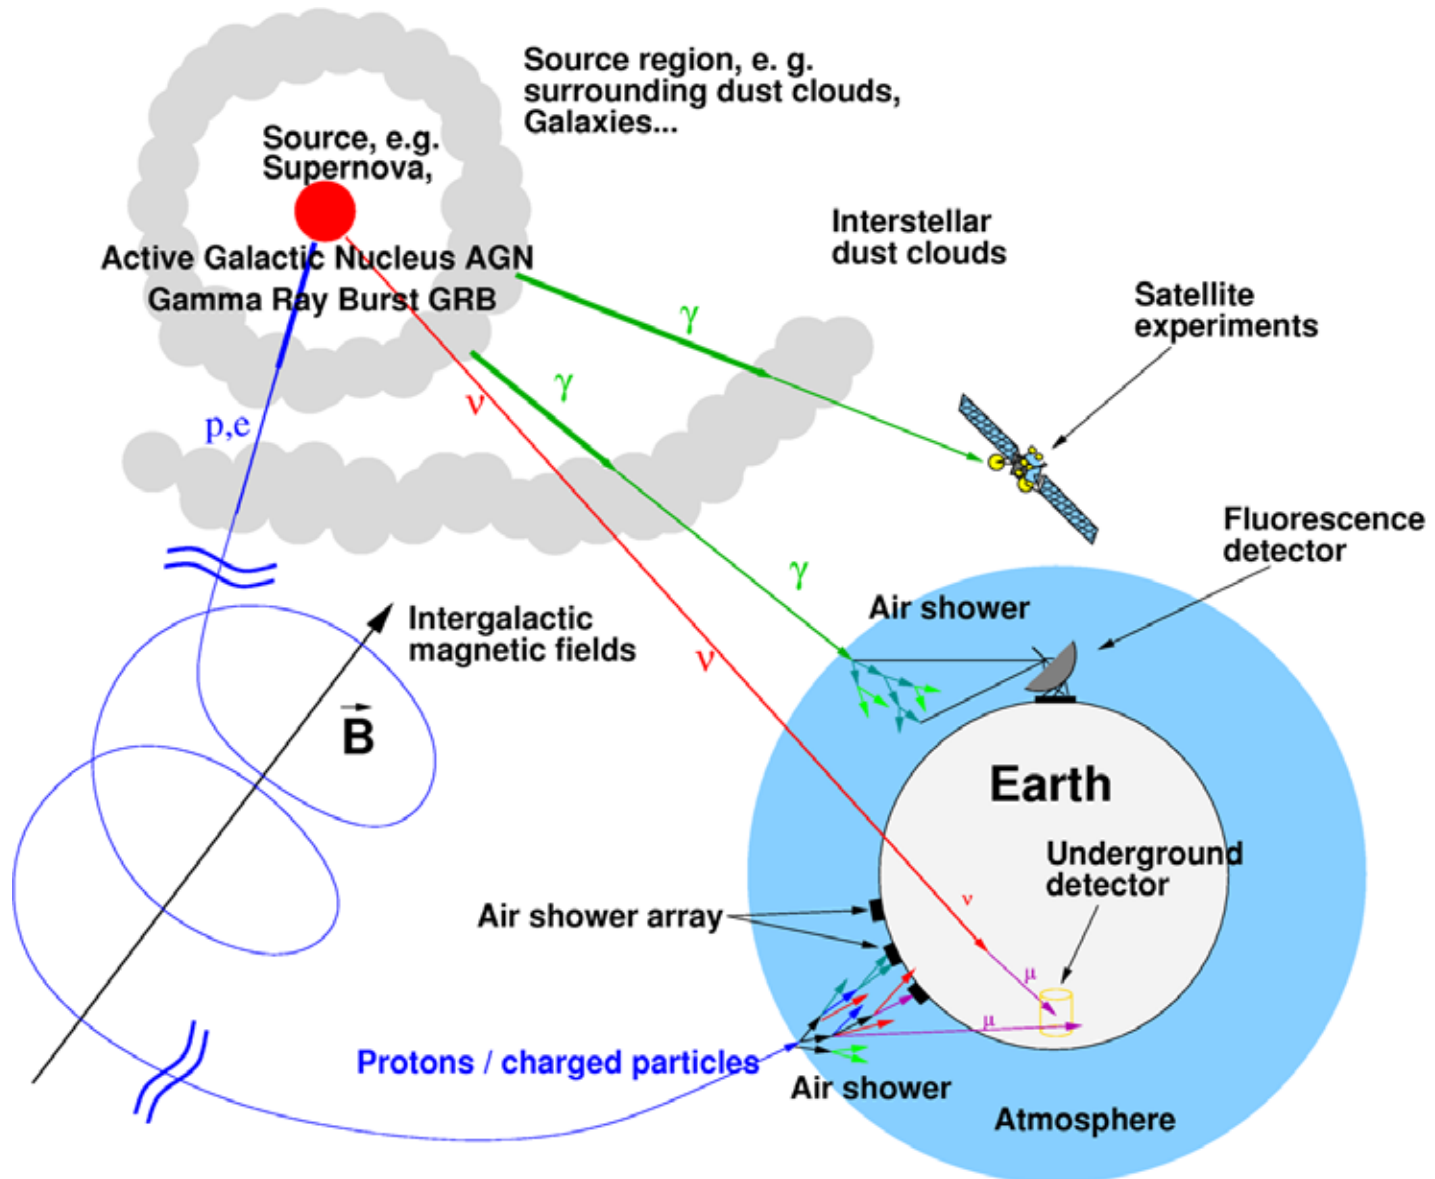 Source region, e. g.
surrounding dust clouds,
Galaxies...
Source, e.g.
Supernova,
Active Galactic Nucleus AGN
Gamma Ray Burst GRB
Interstellar
dust clouds
Satellite
experiments
γ
γ
ν
p,e
Fluorescence
detector
γ
Air shower
Intergalactic
magnetic fields
ν
B
Earth
Underground
detector
Air shower array
ν
μ
μ
Protons / charged particles
Air shower
Atmosphere